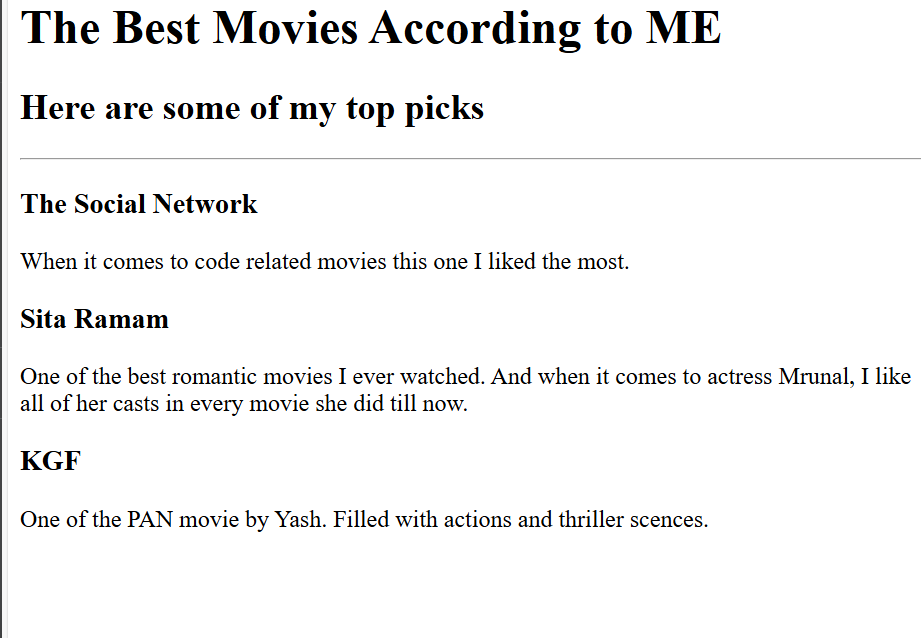 The Best Movies According to ME
Here are some of my top picks
The Social Network
When it comes to code related movies this one I liked the most.
Sita Ramam
One of the best romantic movies I ever watched. And when it comes to actress Mrunal, I like
all of her casts in every movie she did till now.
KGF
One of the PAN movie by Yash. Filled with actions and thriller scences.